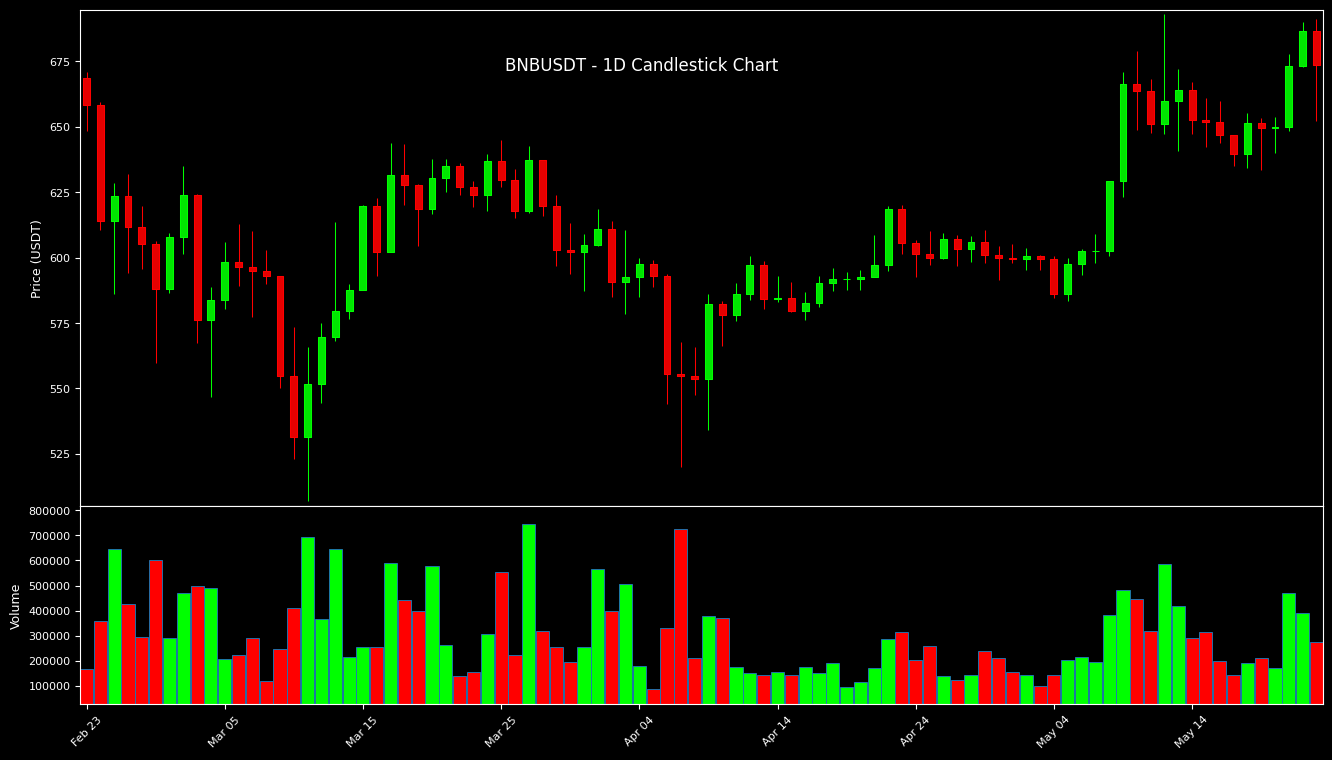 BNBUSDT - 1D Candlestick Chart
Price (USDT)
675
650
625
600
575
550
525
Volume
800000
700000
600000
500000
400000
300000
200000
100000
Feb 23
Mar 05
Mar 15
Mar 25
Apr 04
Apr 14
Apr 24
May 04
May 14